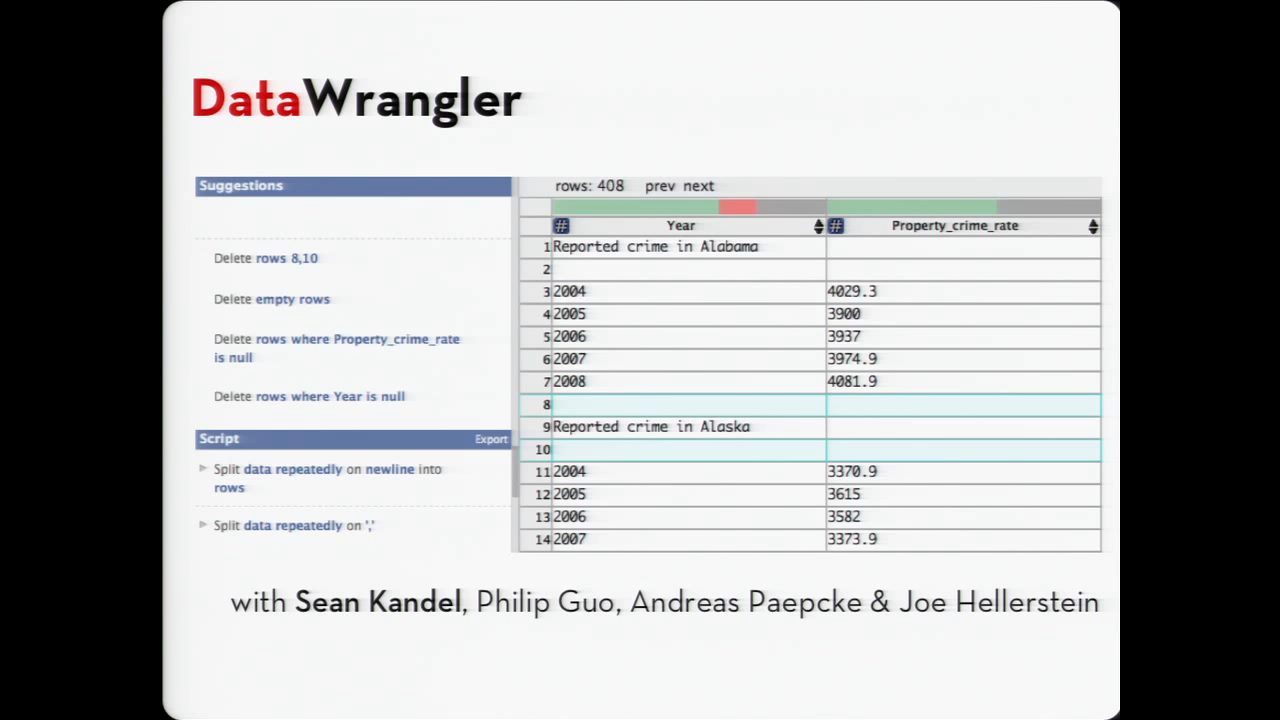 DataWrangler
Suggestions
Delete rows 8,10
Delete empty rows
Delete rows where Property_crime_rate
is null
Delete rows where Year is null
Script Export
Split data repeatedly on newline into
rows
Split data repeatedly on ','
rows: 408 prev next
# Year # Property_crime_rate
1 Reported crime in Alabama
2
3 2004 4029.3
4 2005 3900
5 2006 3937
6 2007 3974.9
7 2008 4081.9
8
9 Reported crime in Alaska
10
11 2004 3370.9
12 2005 3615
13 2006 3582
14 2007 3373.9
with Sean Kandel, Philip Guo, Andreas Paepcke & Joe Hellerstein